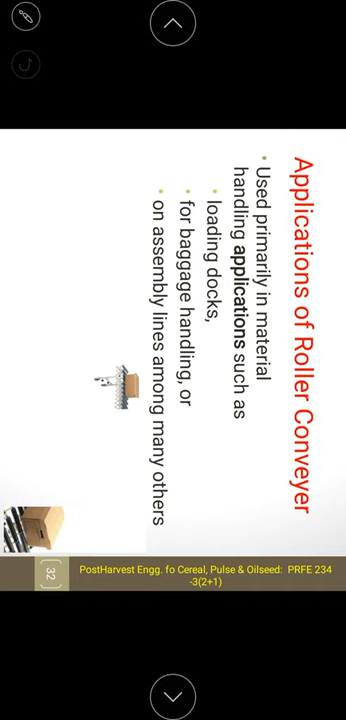 Applications of Roller Conveyer
• Used primarily in material
handling applications such as
• loading docks,
• for baggage handling, or
• on assembly lines among many others
PostHarvest Engg. fo Cereal, Pulse & Oilseed: PRFE 234
-3(2+1)
32